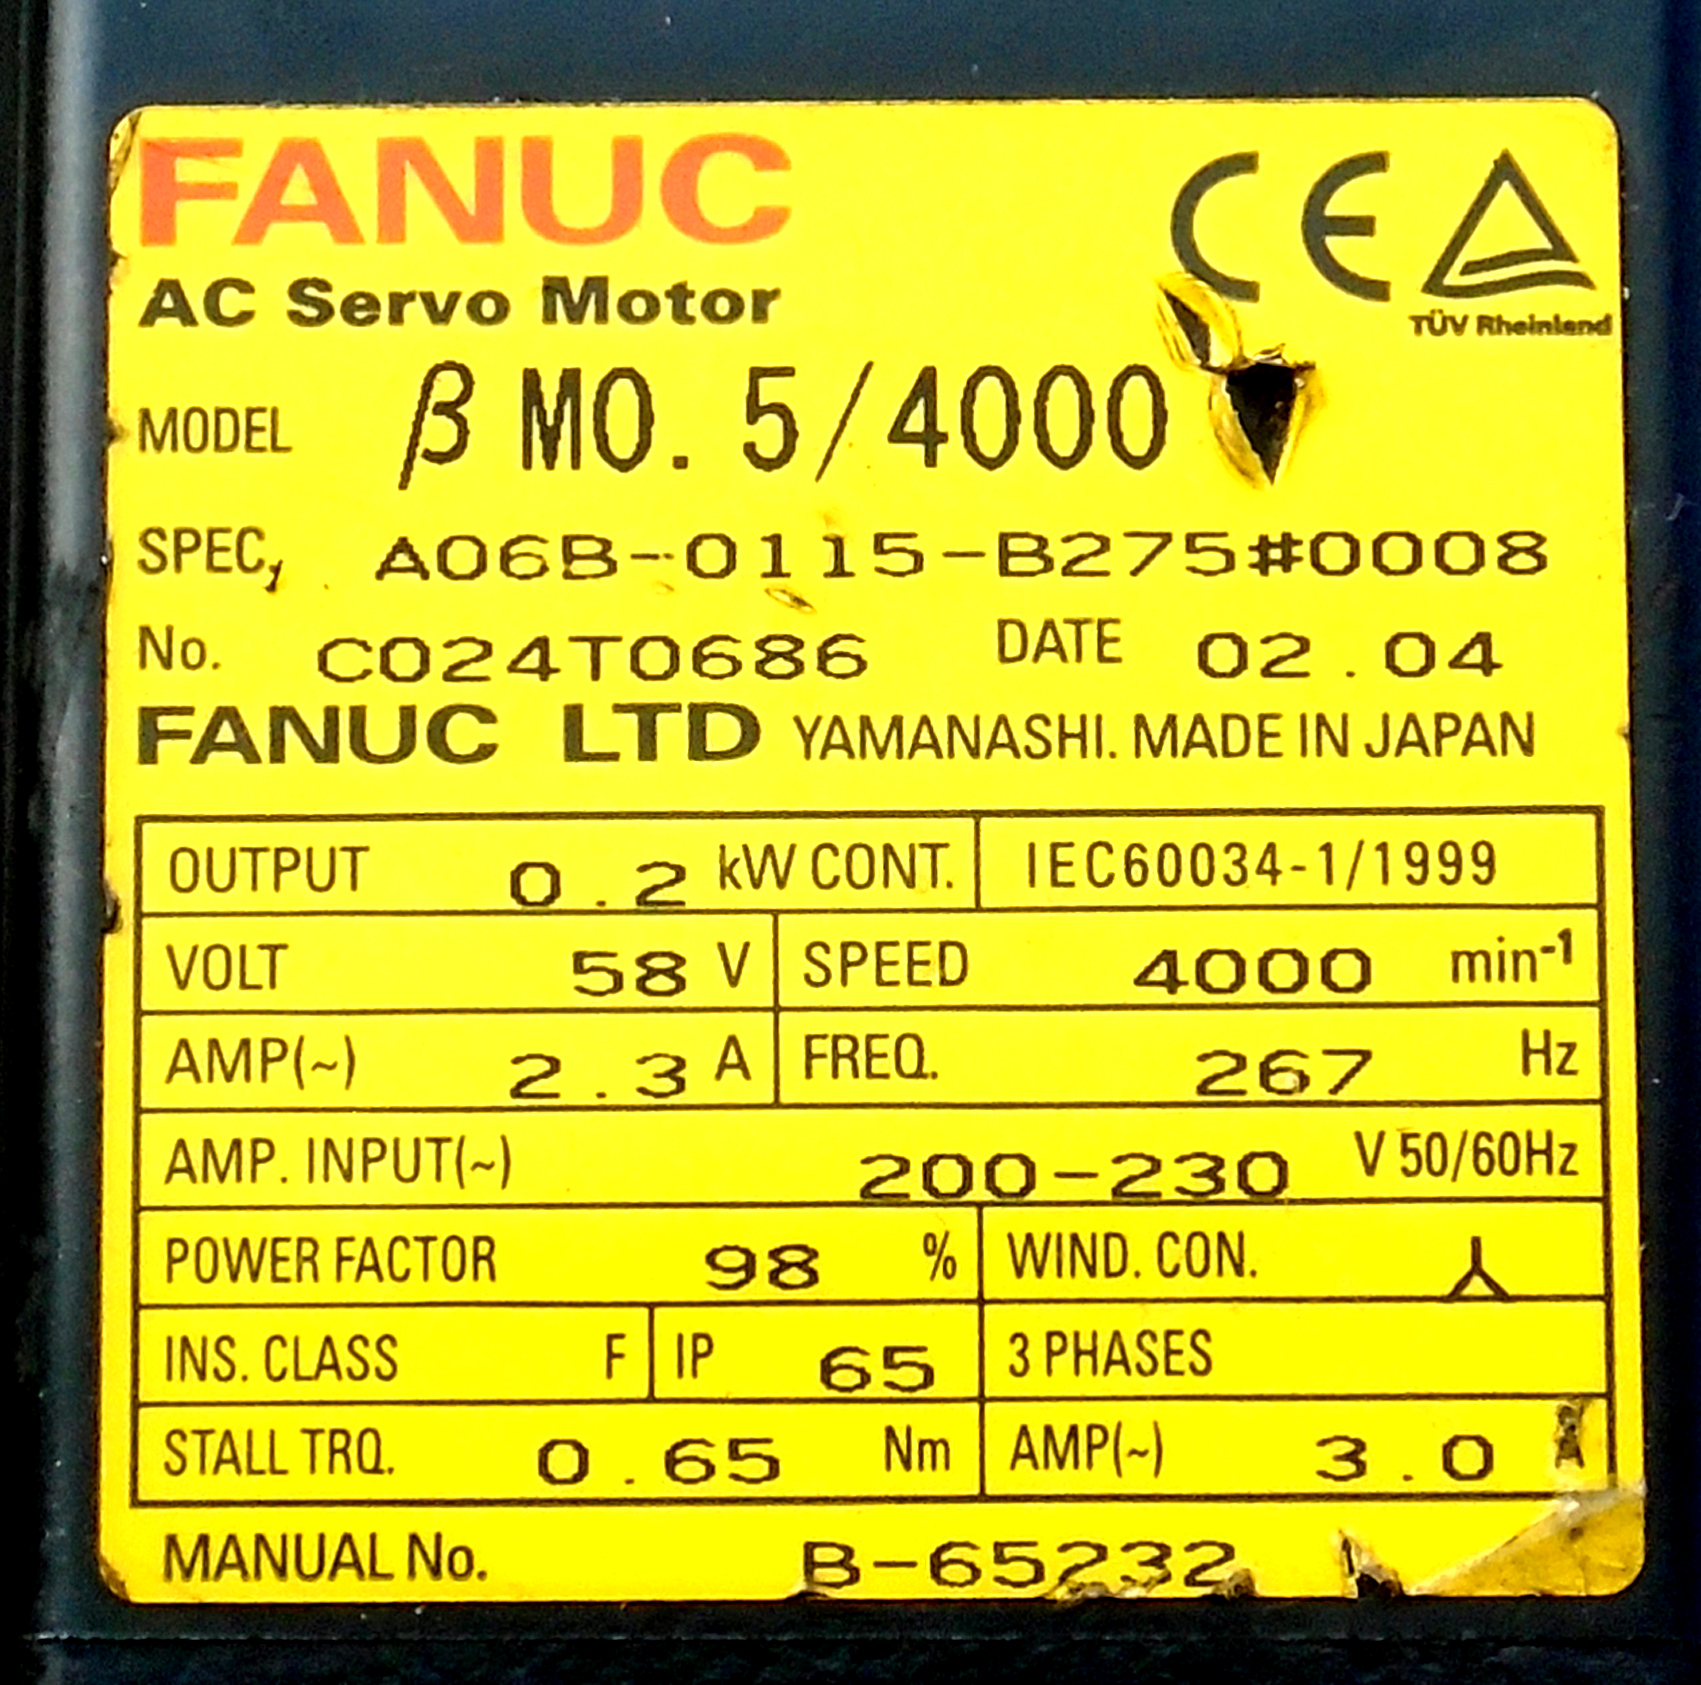 FANUC
CE
TÜV Rheinland
AC Servo Motor
MODEL β M0.5/4000
SPEC, A06B-0115-B275#0008
No. C024T0686 DATE 02.04
FANUC LTD YAMANASHI. MADE IN JAPAN
OUTPUT 0.2 kW CONT. IEC60034-1/1999
VOLT 58 V SPEED 4000 min⁻¹
AMP(~) 2.3 A FREQ. 267 Hz
AMP. INPUT(~) 200-230 V 50/60Hz
POWER FACTOR 98 % WIND. CON.
INS. CLASS F IP 65 3 PHASES
STALL TRQ. 0.65 Nm AMP(~) 3.0 A
MANUAL No. B-65232